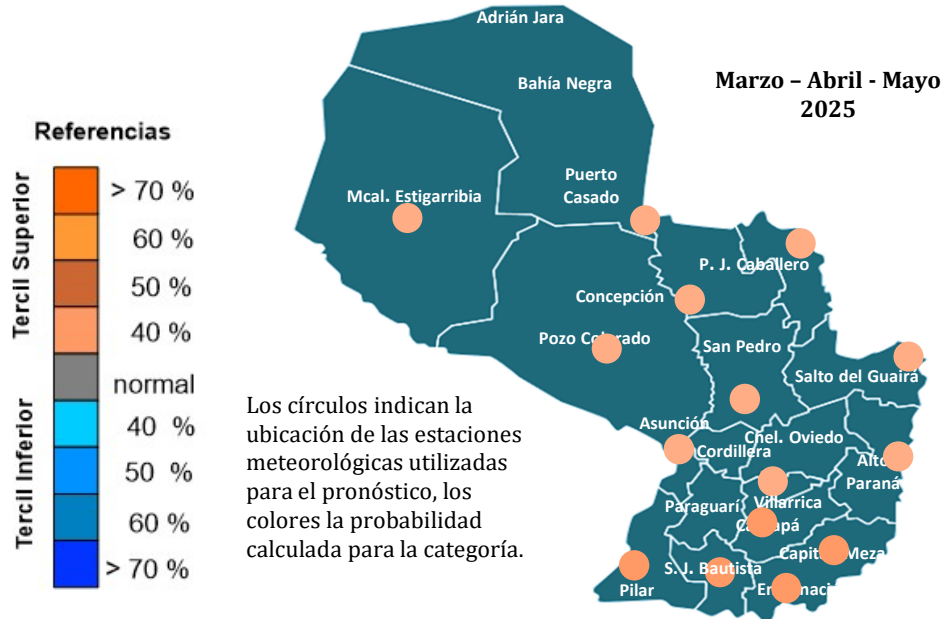 Adrián Jara
Bahía Negra
Marzo – Abril - Mayo
2025
Referencias
Tercil Superior
> 70 %
60 %
50 %
40 %
normal
Tercil Inferior
40 %
50 %
60 %
> 70 %
Puerto
Casado
Mcal. Estigarribia
P. J. Caballero
Concepción
Pozo Colorado
San Pedro
Salto del Guairá
Los círculos indican la
ubicación de las estaciones
meteorológicas utilizadas
para el pronóstico, los
colores la probabilidad
calculada para la categoría.
Asunción
Cordillera
Chel. Oviedo
Alto
Paraná
Paraguarí
Villarrica
Caazapá
Capitán Meza
S. J. Bautista
Encarnación
Pilar